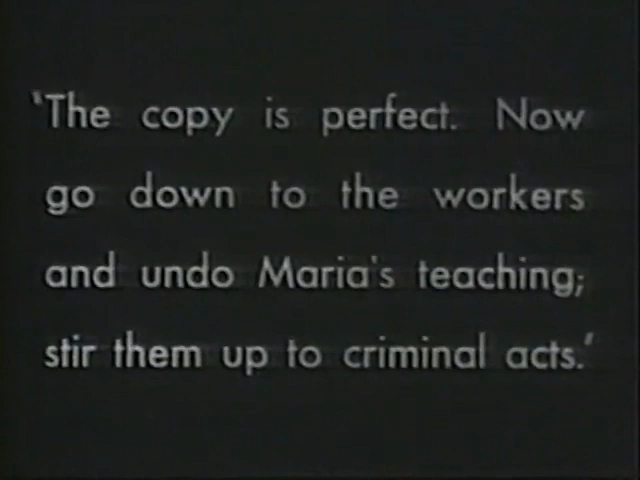 'The copy is perfect. Now
go down to the workers
and undo Maria's teaching;
stir them up to criminal acts.'